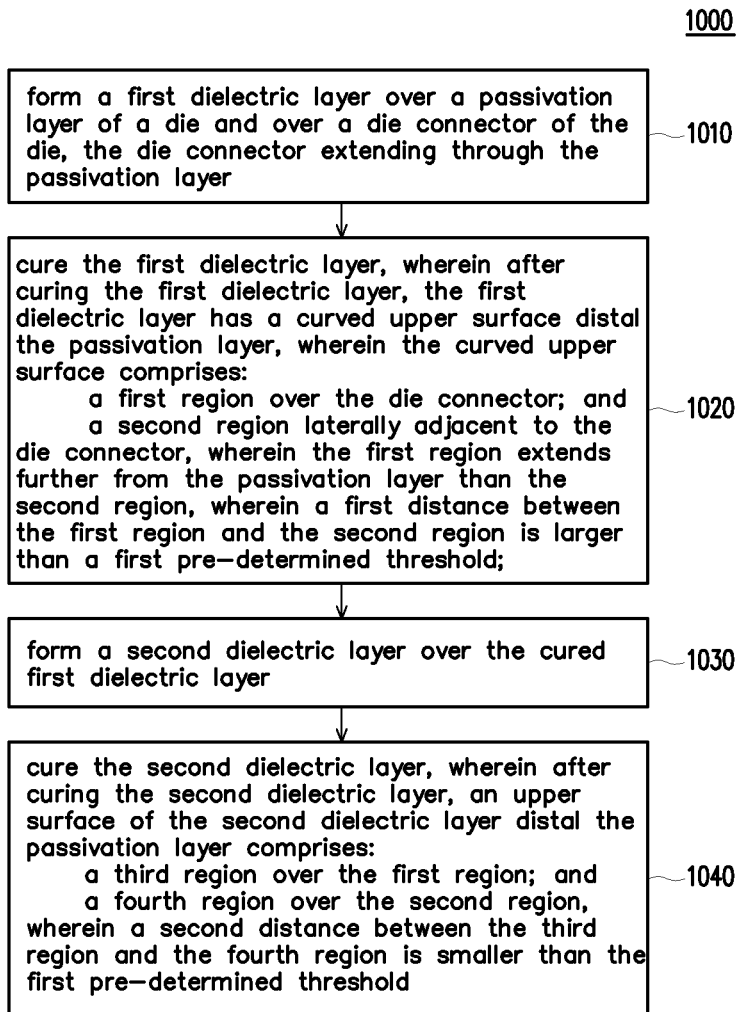 1000
form a first dielectric layer over a passivation
layer of a die and over a die connector of the
die, the die connector extending through the
passivation layer
1010
cure the first dielectric layer, wherein after
curing the first dielectric layer, the first
dielectric layer has a curved upper surface distal
the passivation layer, wherein the curved upper
surface comprises:
a first region over the die connector; and
a second region laterally adjacent to the
die connector, wherein the first region extends
further from the passivation layer than the
second region, wherein a first distance between
the first region and the second region is larger
than a first pre-determined threshold;
1020
form a second dielectric layer over the cured
first dielectric layer
1030
cure the second dielectric layer, wherein after
curing the second dielectric layer, an upper
surface of the second dielectric layer distal the
passivation layer comprises:
a third region over the first region; and
a fourth region over the second region,
wherein a second distance between the third
region and the fourth region is smaller than the
first pre-determined threshold
1040